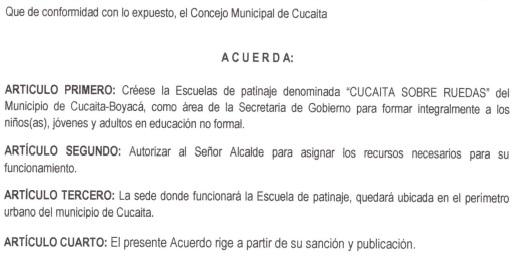 Que de conformidad con lo expuesto, el Concejo Municipal de Cucaita
A C U E R D A:
ARTICULO PRIMERO: Créese la Escuelas de patinaje denominada “CUCAITA SOBRE RUEDAS” del
Municipio de Cucaita-Boyacá, como área de la Secretaria de Gobierno para formar integralmente a los
niños(as), jóvenes y adultos en educación no formal.
ARTÍCULO SEGUNDO: Autorizar al Señor Alcalde para asignar los recursos necesarios para su
funcionamiento.
ARTÍCULO TERCERO: La sede donde funcionará la Escuela de patinaje, quedará ubicada en el perímetro
urbano del municipio de Cucaita.
ARTÍCULO CUARTO: El presente Acuerdo rige a partir de su sanción y publicación.